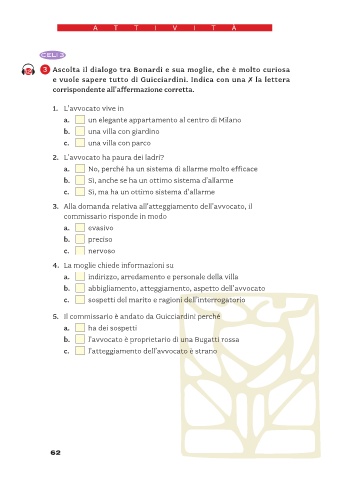 ATTIVITÀ
CELI 3
3 Ascolta il dialogo tra Bonardi e sua moglie, che è molto curiosa
e vuole sapere tutto di Guicciardini. Indica con una ✗ la lettera
corrispondente all'affermazione corretta.
1. L'avvocato vive in
a. un elegante appartamento al centro di Milano
b. una villa con giardino
c. una villa con parco
2. L'avvocato ha paura dei ladri?
a. No, perché ha un sistema di allarme molto efficace
b. Sì, anche se ha un ottimo sistema d'allarme
c. Sì, ma ha un ottimo sistema d'allarme
3. Alla domanda relativa all'atteggiamento dell'avvocato, il
commissario risponde in modo
a. evasivo
b. preciso
c. nervoso
4. La moglie chiede informazioni su
a. indirizzo, arredamento e personale della villa
b. abbigliamento, atteggiamento, aspetto dell'avvocato
c. sospetti del marito e ragioni dell'interrogatorio
5. Il commissario è andato da Guicciardini perché
a. ha dei sospetti
b. l'avvocato è proprietario di una Bugatti rossa
c. l'atteggiamento dell'avvocato è strano
62